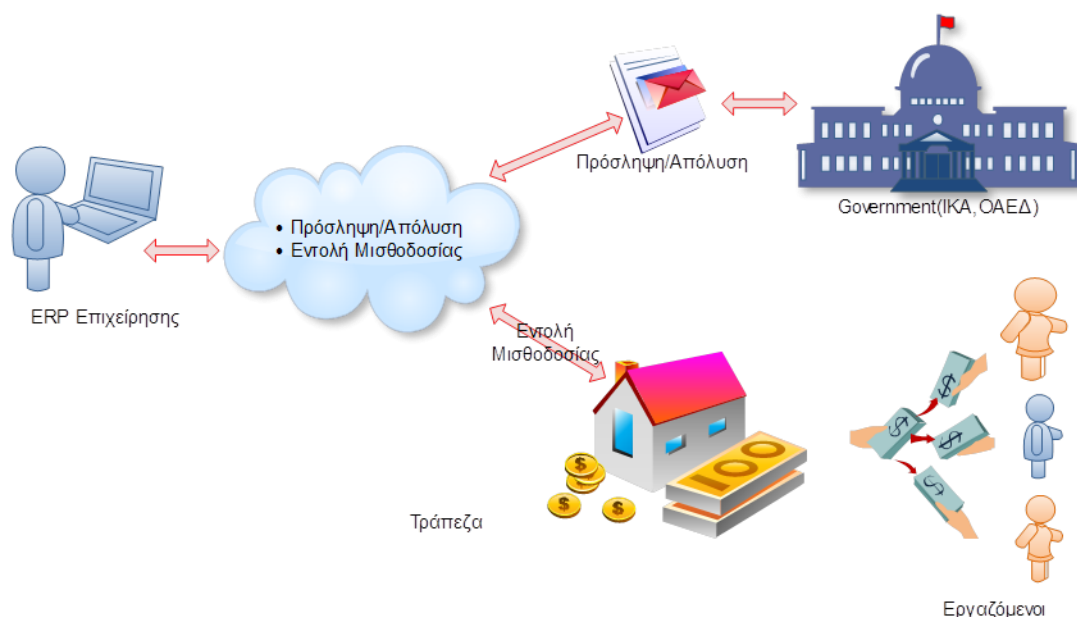 Πρόσληψη/Απόλυση
Government(ΙΚΑ, ΟΑΕΔ)
• Πρόσληψη/Απόλυση
• Εντολή Μισθοδοσίας
ERP Επιχείρησης
Εντολή
Μισθοδοσίας
100
$
$
$
$
$
$
$
$
Τράπεζα
Εργαζόμενοι